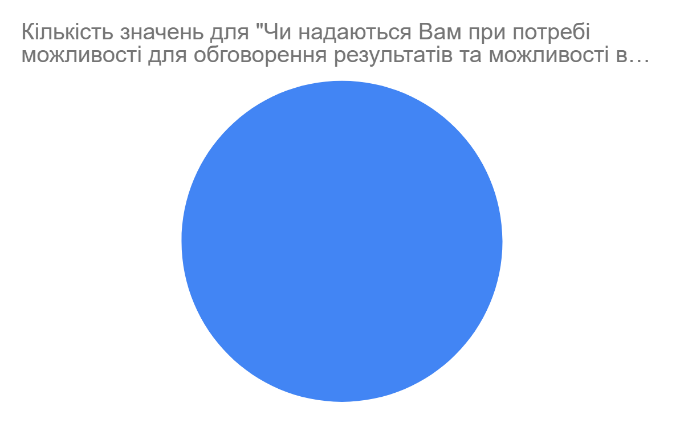 Кількість значень для "Чи надаються Вам при потребі
можливості для обговорення результатів та можливості в…